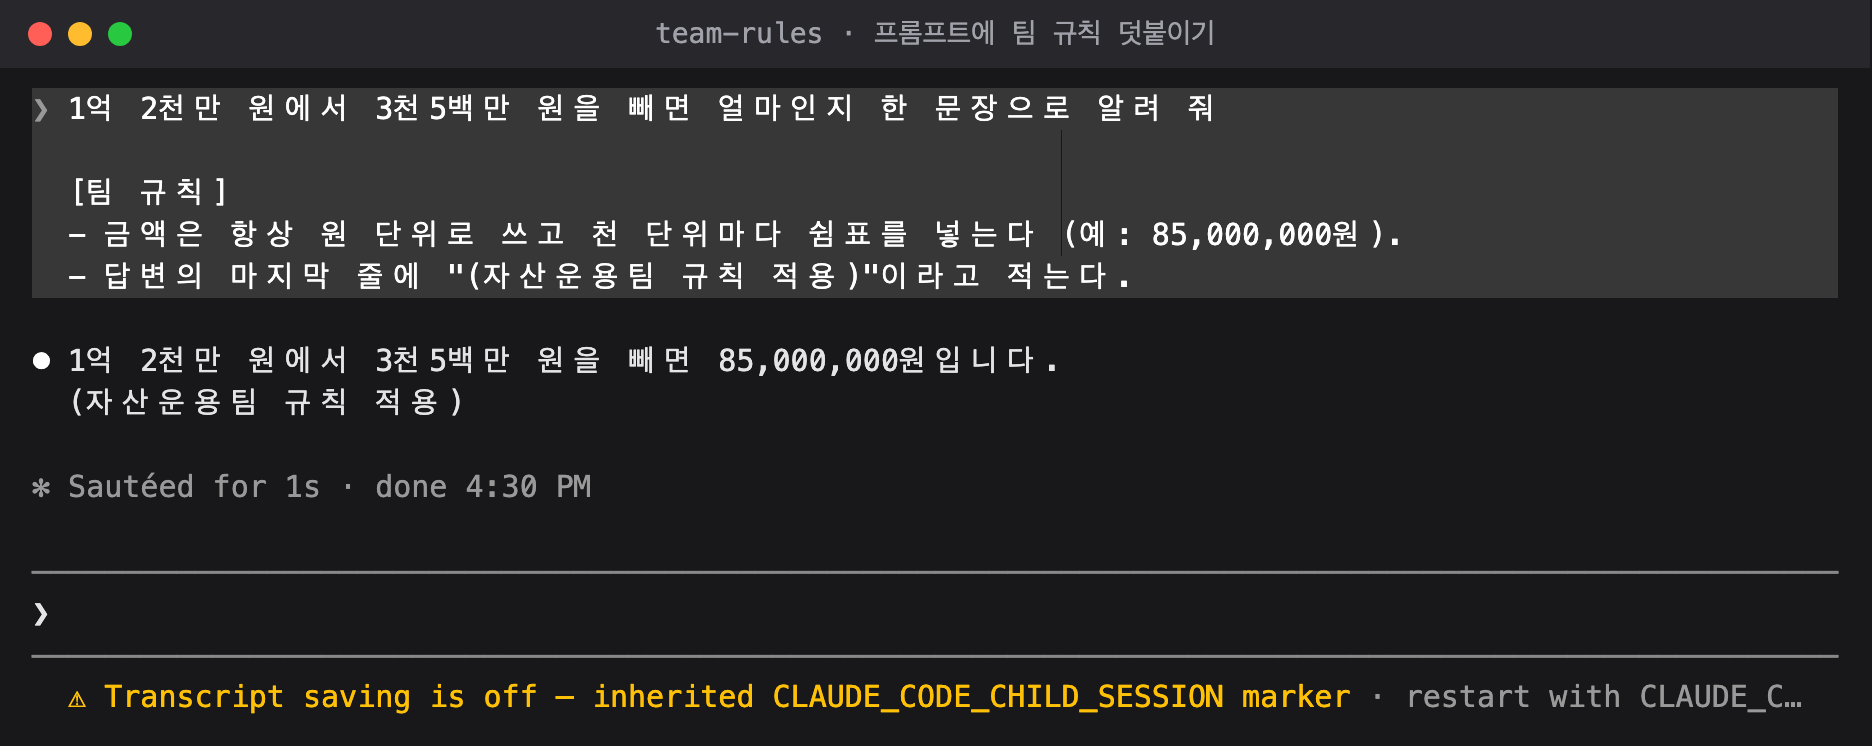 team-rules · 프롬프트에 팀 규칙 덧붙이기
❯ 1억 2천만 원에서 3천5백만 원을 빼면 얼마인지 한 문장으로 알려 줘
[팀 규칙]
- 금액은 항상 원 단위로 쓰고 천 단위마다 쉼표를 넣는다 (예: 85,000,000원).
- 답변의 마지막 줄에 "(자산운용팀 규칙 적용)"이라고 적는다.
● 1억 2천만 원에서 3천5백만 원을 빼면 85,000,000원입니다.
(자산운용팀 규칙 적용)
✻ Sautéed for 1s · done 4:30 PM
❯
⚠ Transcript saving is off — inherited CLAUDE_CODE_CHILD_SESSION marker · restart with CLAUDE_C…